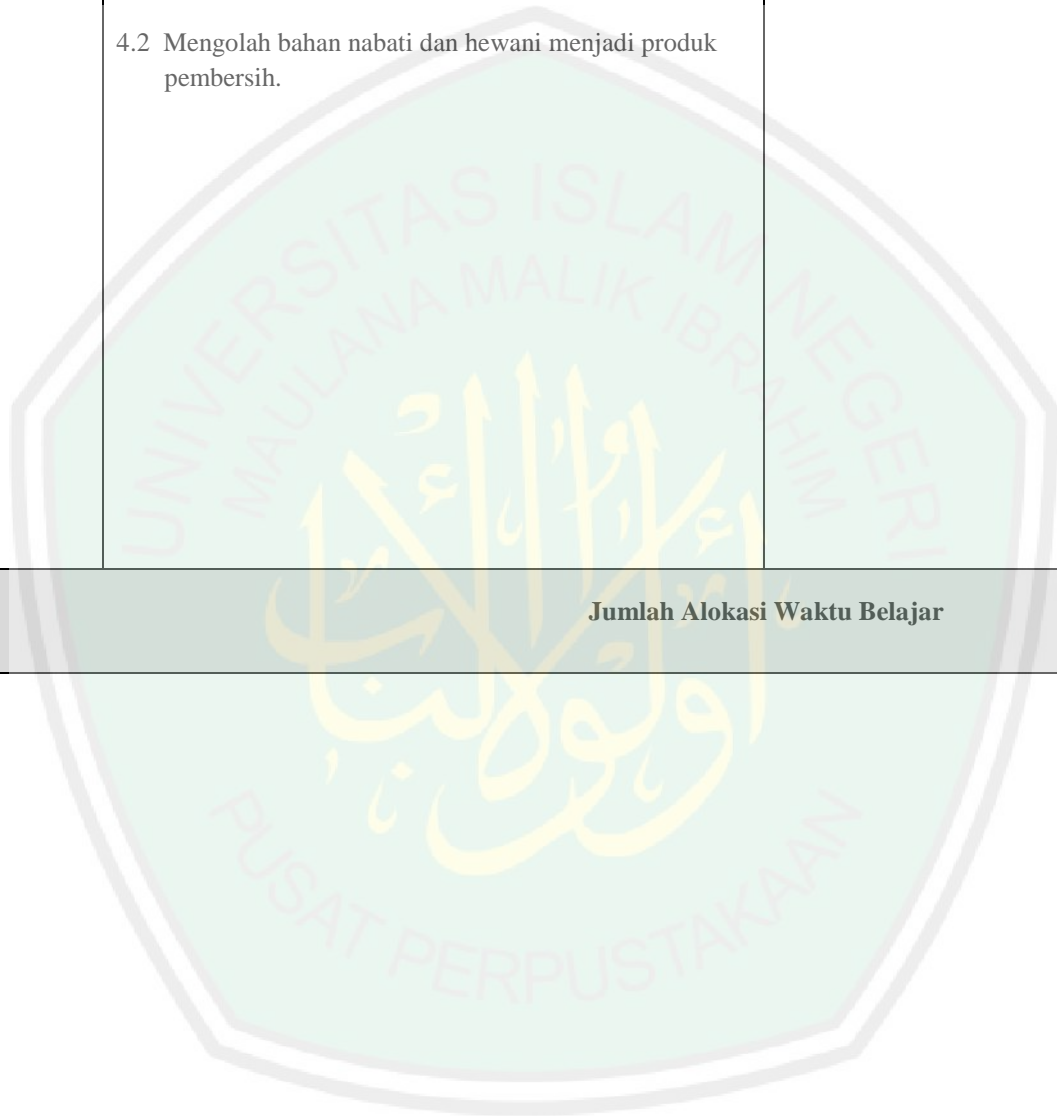 4.2 Mengolah bahan nabati dan hewani menjadi produk
pembersih.
UNIVERSITAS ISLAM NEGERI
MAULANA MALIK IBRAHIM
Jumlah Alokasi Waktu Belajar
PUSAT PERPUSTAKAAN